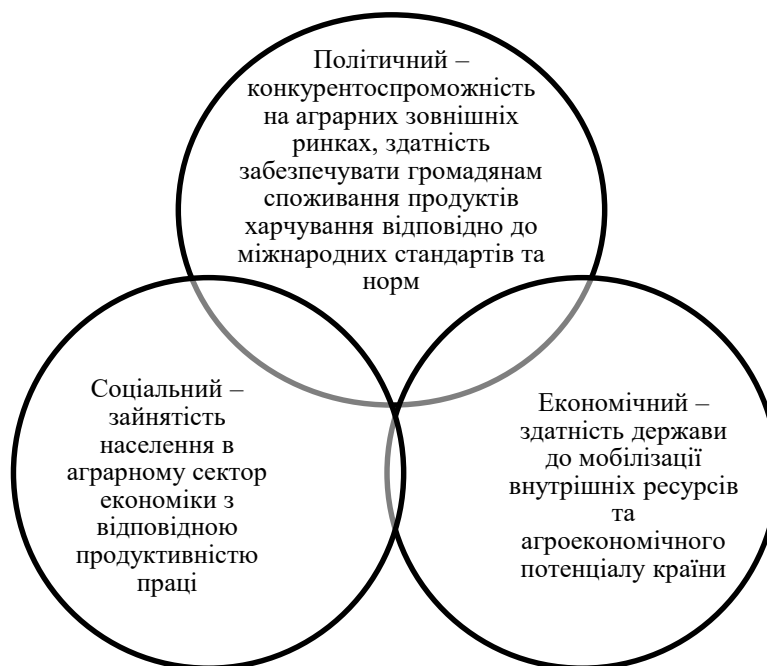 Політичний –
конкурентоспроможність
на аграрних зовнішніх
ринках, здатність
забезпечувати громадянам
споживання продуктів
харчування відповідно до
міжнародних стандартів та
норм
Соціальний –
зайнятість
населення в
аграрному сектор
економіки з
відповідною
продуктивністю
праці
Економічний –
здатність держави
до мобілізації
внутрішніх ресурсів
та
агроекономічного
потенціалу країни